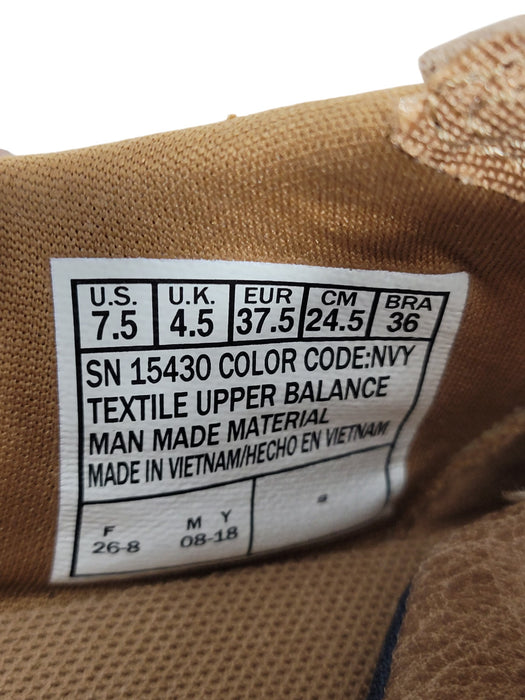 U.S. U.K. EUR CM BRA
7.5 4.5 37.5 24.5 36
SN 15430 COLOR CODE:NVY
TEXTILE UPPER BALANCE
MAN MADE MATERIAL
MADE IN VIETNAM/HECHO EN VIETNAM
F M Y
26-8 08-18